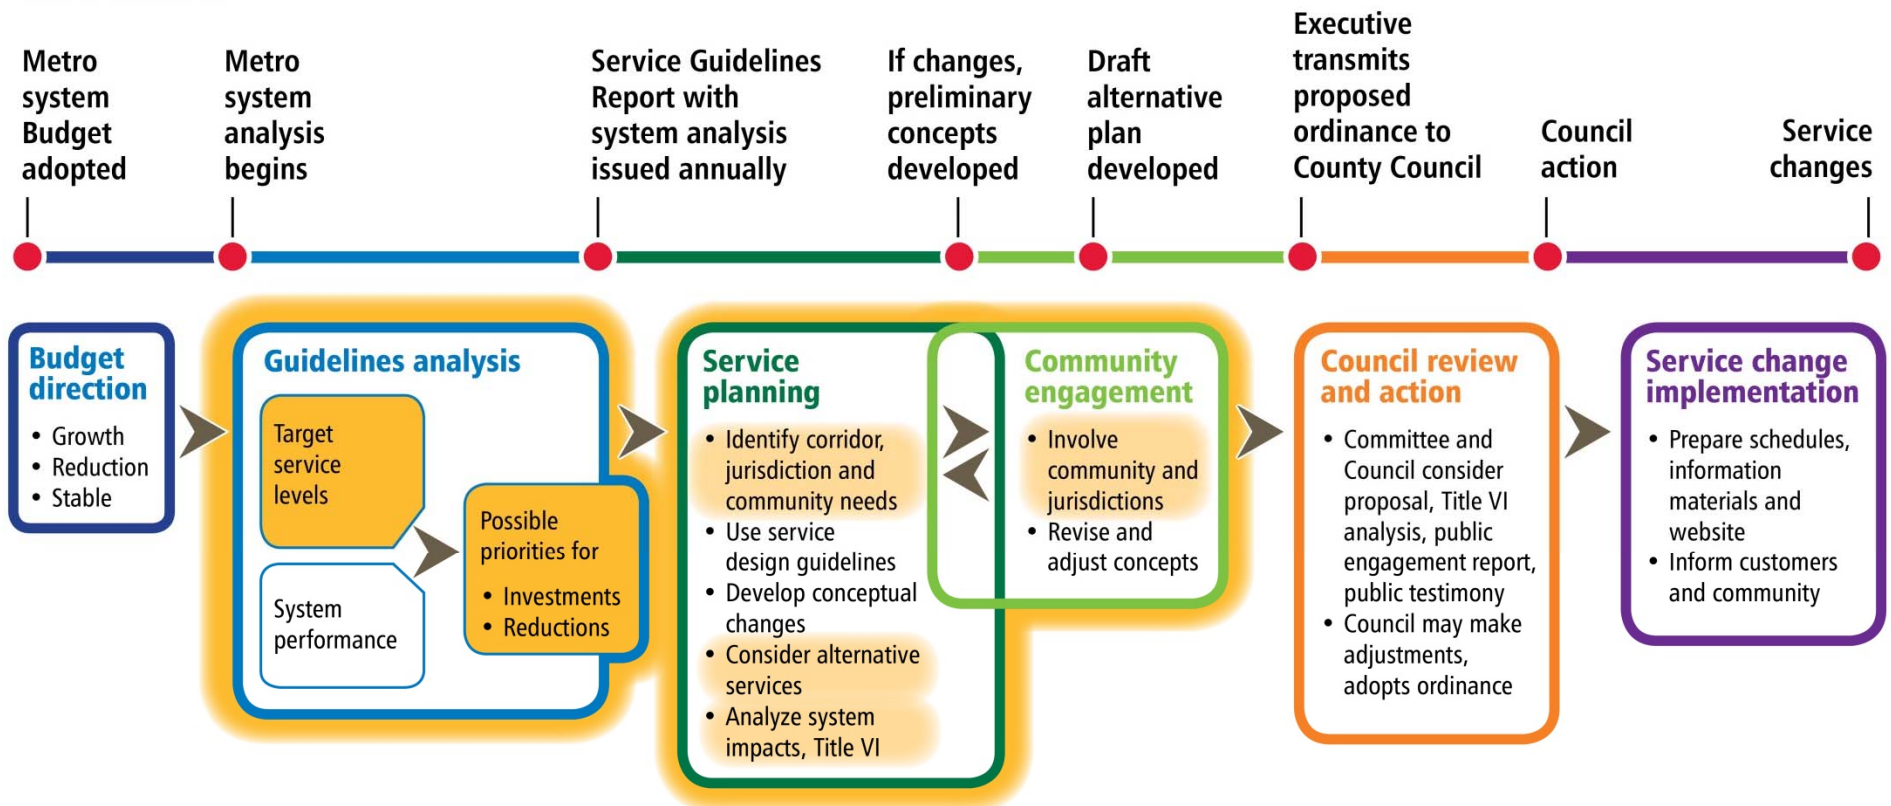 Metro
system
Budget
adopted
Metro
system
analysis
begins
Service Guidelines
Report with
system analysis
issued annually
If changes,
preliminary
concepts
developed
Draft
alternative
plan
developed
Executive
transmits
proposed
ordinance to
County Council
Council
action
Service
changes
Budget
direction
• Growth
• Reduction
• Stable
Guidelines analysis
Target
service
levels
System
performance
Possible
priorities for
• Investments
• Reductions
Service
planning
• Identify corridor,
jurisdiction and
community needs
• Use service
design guidelines
• Develop conceptual
changes
• Consider alternative
services
• Analyze system
impacts, Title VI
Community
engagement
• Involve
community and
jurisdictions
• Revise and
adjust concepts
Council review
and action
• Committee and
Council consider
proposal, Title VI
analysis, public
engagement report,
public testimony
• Council may make
adjustments,
adopts ordinance
Service change
implementation
• Prepare schedules,
information
materials and
website
• Inform customers
and community